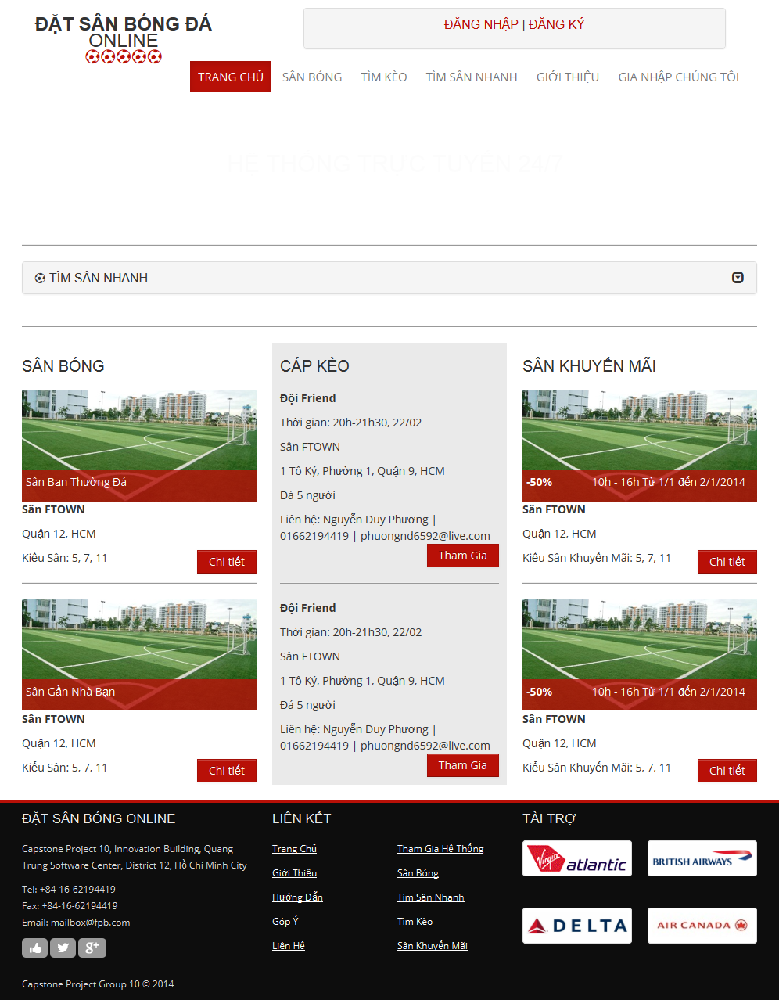 ĐẶT SÂN BÓNG ĐÁ
ONLINE
ĐĂNG NHẬP | ĐĂNG KÝ
TRANG CHỦ SÂN BÓNG TÌM KÈO TÌM SÂN NHANH GIỚI THIỆU GIA NHẬP CHÚNG TÔI
HỆ THỐNG TRỰC TUYẾN 24/7
TÌM SÂN NHANH
SÂN BÓNG
Sân Bạn Thường Đá
Sân FTOWN
Quận 12, HCM
Kiểu Sân: 5, 7, 11
Chi tiết
Sân Gần Nhà Bạn
Sân FTOWN
Quận 12, HCM
Kiểu Sân: 5, 7, 11
Chi tiết
CÁP KÈO
Đội Friend
Thời gian: 20h-21h30, 22/02
Sân FTOWN
1 Tô Ký, Phường 1, Quận 9, HCM
Đá 5 người
Liên hệ: Nguyễn Duy Phương |
01662194419 | phuongnd6592@live.com
Tham Gia
Đội Friend
Thời gian: 20h-21h30, 22/02
Sân FTOWN
1 Tô Ký, Phường 1, Quận 9, HCM
Đá 5 người
Liên hệ: Nguyễn Duy Phương |
01662194419 | phuongnd6592@live.com
Tham Gia
SÂN KHUYẾN MÃI
-50% 10h - 16h Từ 1/1 đến 2/1/2014
Sân FTOWN
Quận 12, HCM
Kiểu Sân Khuyến Mãi: 5, 7, 11
Chi tiết
-50% 10h - 16h Từ 1/1 đến 2/1/2014
Sân FTOWN
Quận 12, HCM
Kiểu Sân Khuyến Mãi: 5, 7, 11
Chi tiết
ĐẶT SÂN BÓNG ONLINE
Capstone Project 10, Innovation Building, Quang
Trung Software Center, District 12, Hồ Chí Minh City
Tel: +84-16-62194419
Fax: +84-16-62194419
Email: mailbox@fpb.com
g+
Capstone Project Group 10 © 2014
LIÊN KẾT
Trang Chủ
Giới Thiệu
Hướng Dẫn
Góp Ý
Liên Hệ
Tham Gia Hệ Thống
Sân Bóng
Tìm Sân Nhanh
Tìm Kèo
Sân Khuyến Mãi
TÀI TRỢ
Virgin atlantic
BRITISH AIRWAYS
DELTA
AIR CANADA